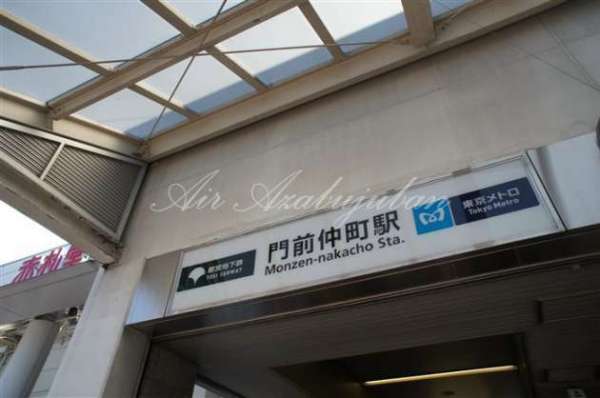 Air Azabujuban
門前仲町駅
Monzen-nakacho Sta.
都営地下鉄
TOEI SUBWAY
東京メトロ
Tokyo Metro
赤札堂